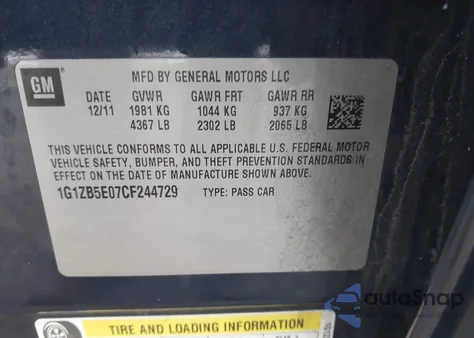 GM
MFD BY GENERAL MOTORS LLC
DATE GVWR GAWR FRT GAWR RR
12/11 1981 KG 1044 KG 937 KG
4367 LB 2302 LB 2065 LB
THIS VEHICLE CONFORMS TO ALL APPLICABLE U.S. FEDERAL MOTOR
VEHICLE SAFETY, BUMPER, AND THEFT PREVENTION STANDARDS IN
EFFECT ON THE DATE OF MANUFACTURE SHOWN ABOVE.
1G1ZB5E07CF244729 TYPE: PASS CAR
autoSnap
TIRE AND LOADING INFORMATION